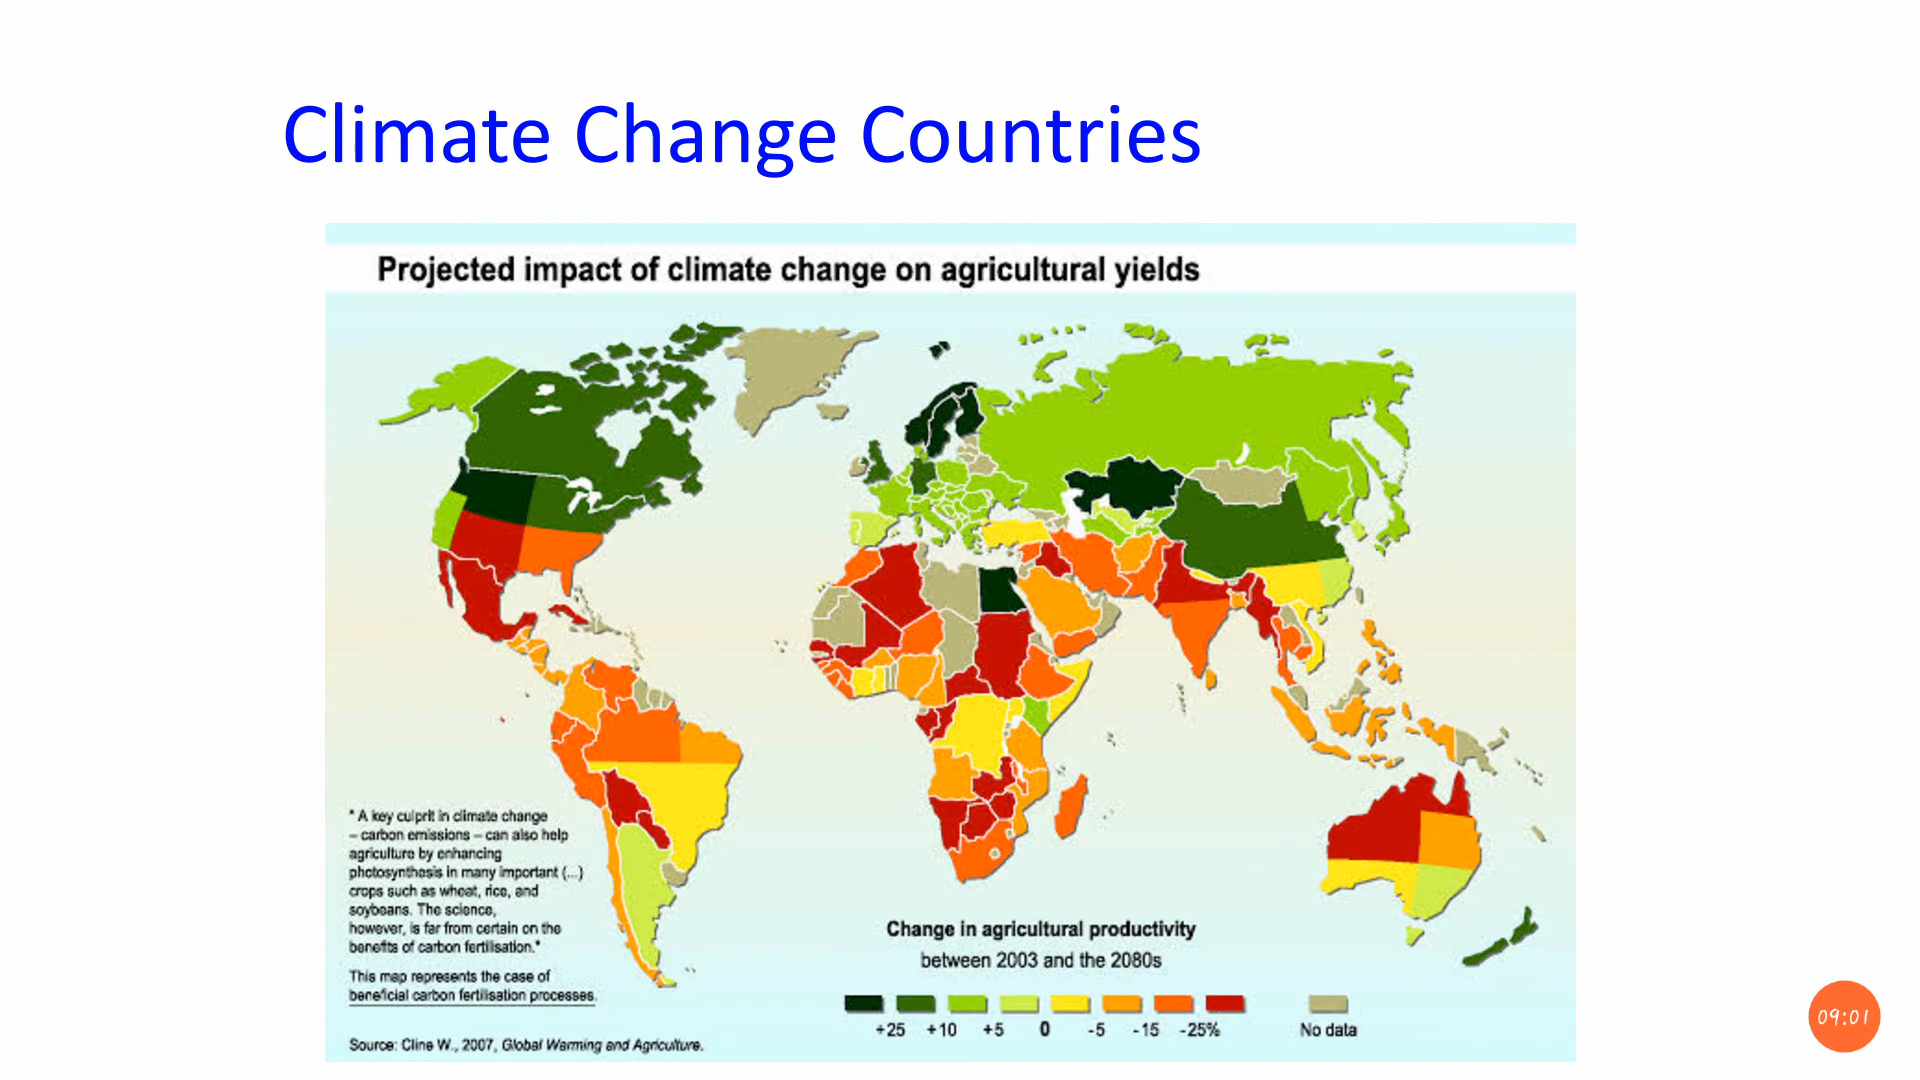 Climate Change Countries
Projected impact of climate change on agricultural yields
* A key culprit in climate change
– carbon emissions – can also help
agriculture by enhancing
photosynthesis in many important (...)
crops such as wheat, rice, and
soybeans. The science,
however, is far from certain on the
benefits of carbon fertilisation.*
This map represents the case of
beneficial carbon fertilisation processes.
Source: Cline W., 2007, Global Warming and Agriculture.
Change in agricultural productivity
between 2003 and the 2080s
+25 +10 +5 0 -5 -15 -25% No data
09:01